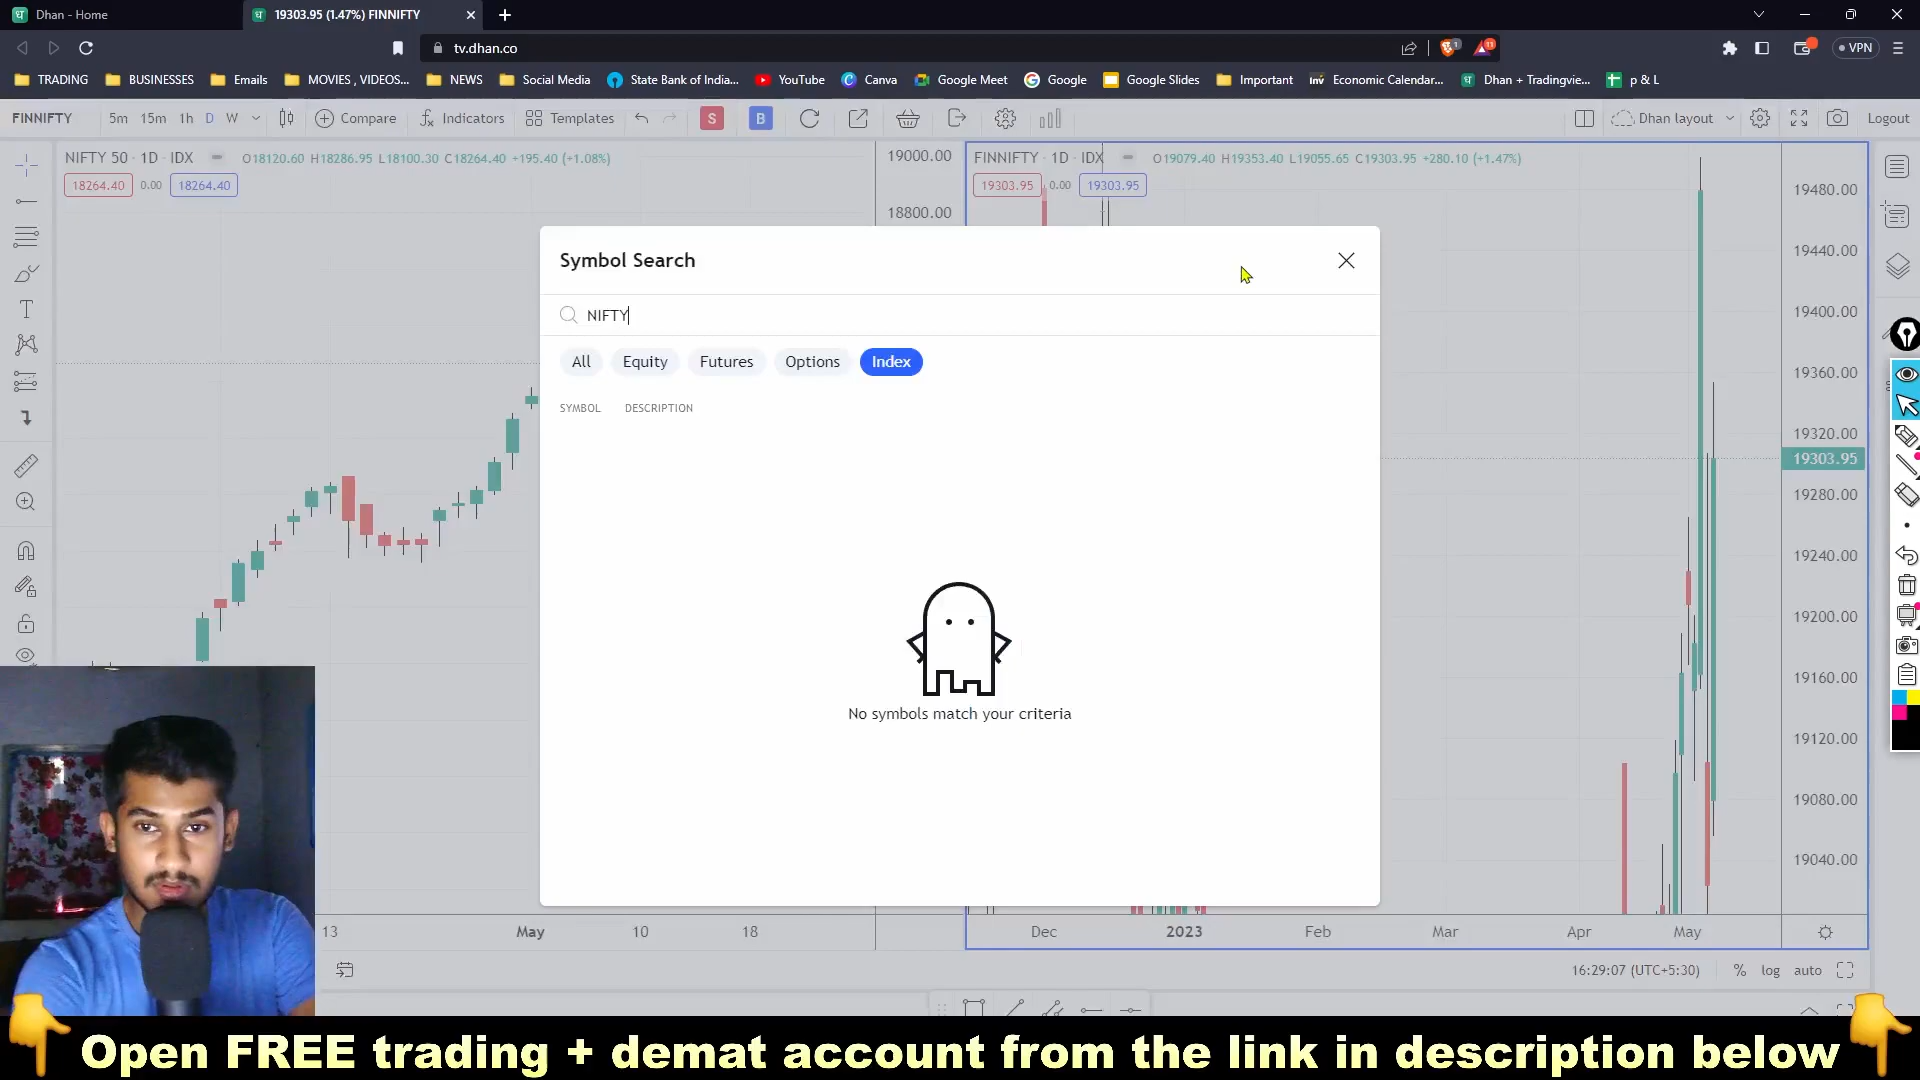 Dhan - Home
19303.95 (1.47%) FINNIFTY
tv.dhan.co
VPN
TRADING
BUSINESSES
Emails
MOVIES , VIDEOS...
NEWS
Social Media
State Bank of India...
YouTube
Canva
Google Meet
Google
Google Slides
Important
Economic Calendar...
Dhan + Tradingvie...
p & L
FINNIFTY
5m
15m
1h
D
W
Compare
Indicators
Templates
S
B
Dhan layout
Logout
NIFTY 50 · 1D · IDX
O18120.60 H18286.95 L18100.30 C18264.40 +195.40 (+1.08%)
18264.40
0.00
18264.40
19000.00
18800.00
FINNIFTY · 1D · IDX
O19079.40 H19353.40 L19055.65 C19303.95 +280.10 (+1.47%)
19303.95
0.00
19303.95
19480.00
19440.00
19400.00
19360.00
19320.00
19303.95
19280.00
19240.00
19200.00
19160.00
19120.00
19080.00
19040.00
Symbol Search
NIFTY
All
Equity
Futures
Options
Index
SYMBOL
DESCRIPTION
No symbols match your criteria
13
May
10
18
Dec
2023
Feb
Mar
Apr
May
16:29:07 (UTC+5:30)
%
log
auto
Open FREE trading + demat account from the link in description below